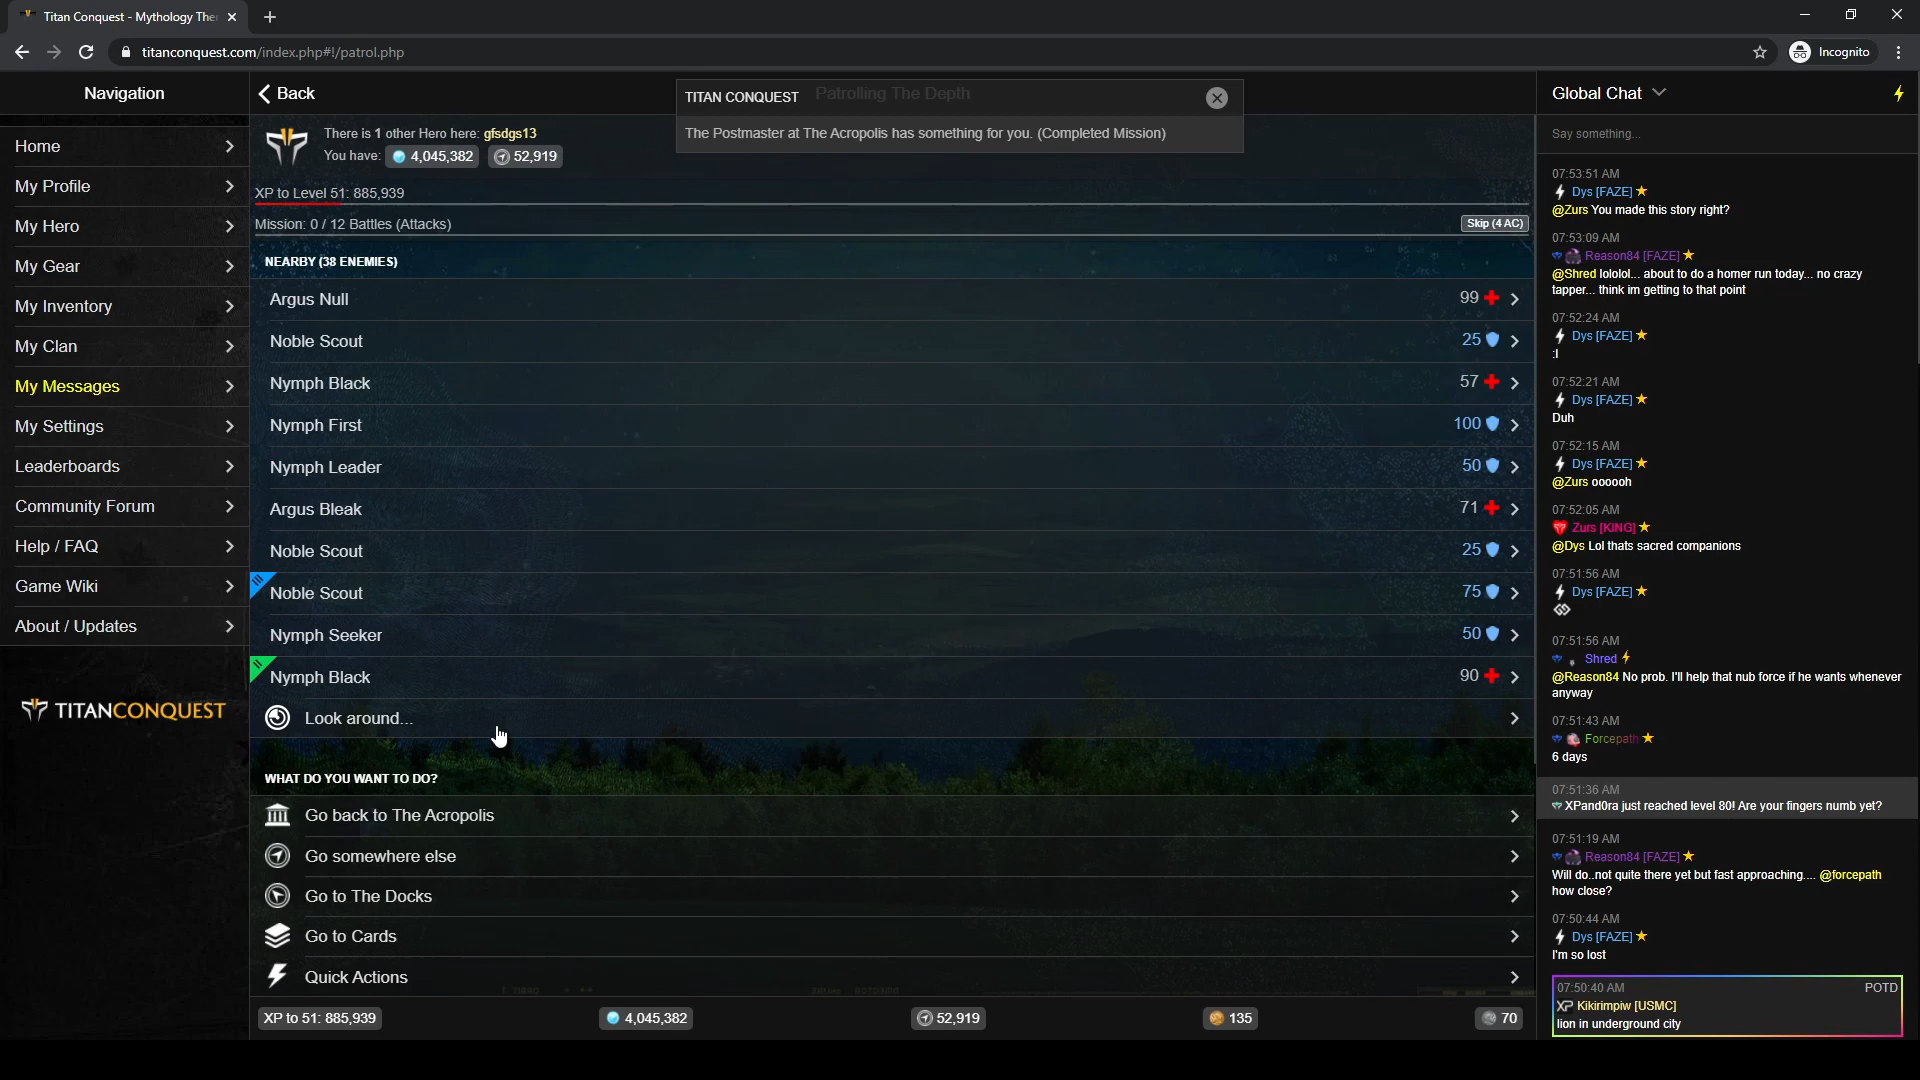 Titan Conquest - Mythology The
titanconquest.com/index.php#!/patrol.php
Incognito
Navigation
Home
My Profile
My Hero
My Gear
My Inventory
My Clan
My Messages
My Settings
Leaderboards
Community Forum
Help / FAQ
Game Wiki
About / Updates
TITANCONQUEST
Back
Patrolling The Depth
TITAN CONQUEST
The Postmaster at The Acropolis has something for you. (Completed Mission)
There is 1 other Hero here: gfsdgs13
You have: 4,045,382 52,919
XP to Level 51: 885,939
Mission: 0 / 12 Battles (Attacks)
Skip (4 AC)
NEARBY (38 ENEMIES)
Argus Null 99
Noble Scout 25
Nymph Black 57
Nymph First 100
Nymph Leader 50
Argus Bleak 71
Noble Scout 25
III
Noble Scout 75
Nymph Seeker 50
II
Nymph Black 90
Look around...
WHAT DO YOU WANT TO DO?
Go back to The Acropolis
Go somewhere else
Go to The Docks
Go to Cards
Quick Actions
XP to 51: 885,939 4,045,382 52,919 135 70
Global Chat
Say something...
07:53:51 AM
Dys [FAZE]
@Zurs You made this story right?
07:53:09 AM
Reason84 [FAZE]
@Shred lololol... about to do a homer run today... no crazy
tapper... think im getting to that point
07:52:24 AM
Dys [FAZE]
:l
07:52:21 AM
Dys [FAZE]
Duh
07:52:15 AM
Dys [FAZE]
@Zurs oooooh
07:52:05 AM
Zurs [KING]
@Dys Lol thats sacred companions
07:51:56 AM
Dys [FAZE]
07:51:56 AM
Shred
@Reason84 No prob. I'll help that nub force if he wants whenever
anyway
07:51:43 AM
Forcepath
6 days
07:51:36 AM
XPand0ra just reached level 80! Are your fingers numb yet?
07:51:19 AM
Reason84 [FAZE]
Will do..not quite there yet but fast approaching.... @forcepath
how close?
07:50:44 AM
Dys [FAZE]
I'm so lost
07:50:40 AM POTD
XP Kikirimpiw [USMC]
lion in underground city